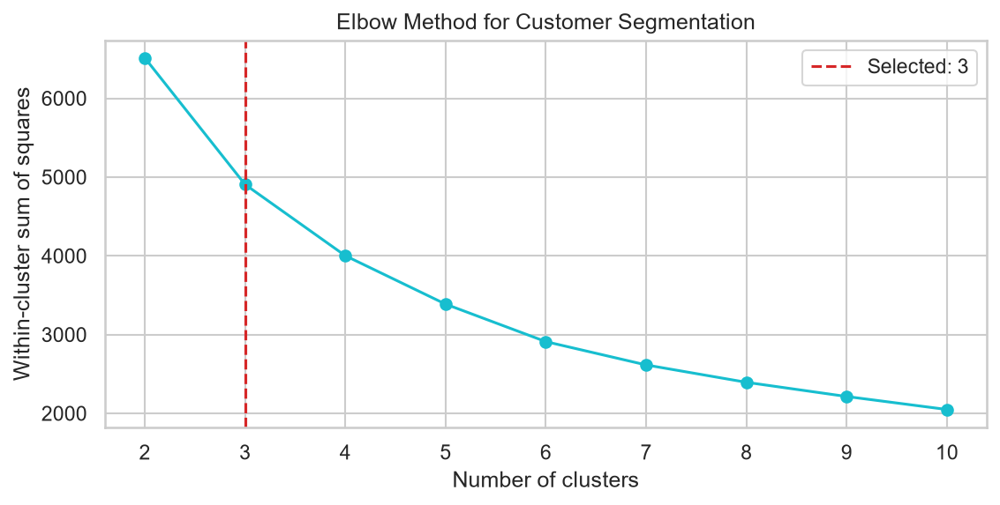 Elbow Method for Customer Segmentation
Selected: 3
Within-cluster sum of squares
6000
5000
4000
3000
2000
2 3 4 5 6 7 8 9 10
Number of clusters